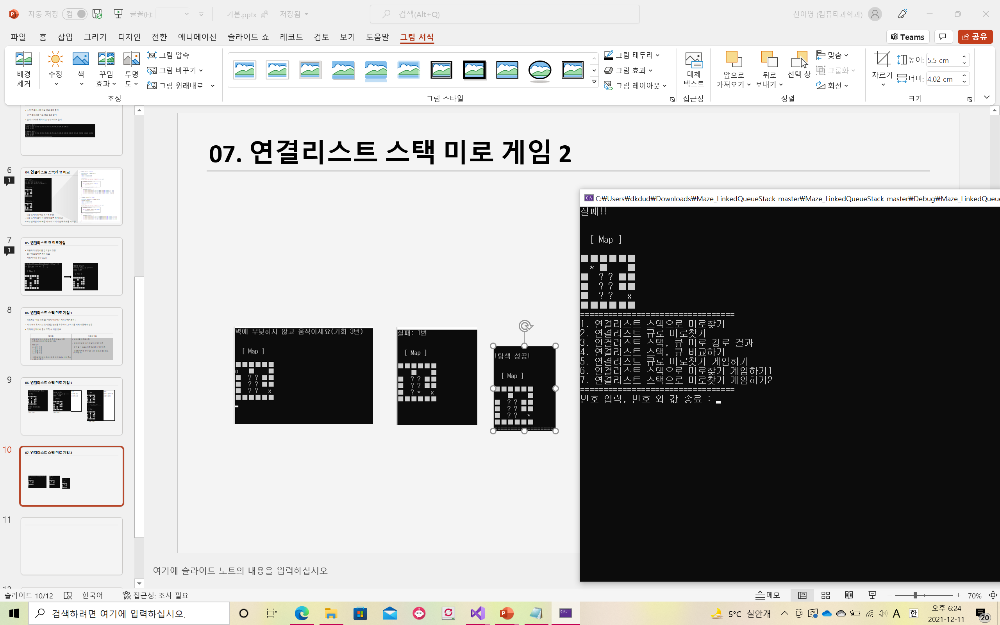 자동 저장 켬 글꼴(F): 기본.pptx - 저장됨 검색(Alt+Q) 신아영 (컴퓨터과학과)
파일 홈 삽입 그리기 디자인 전환 애니메이션 슬라이드 쇼 레코드 검토 보기 도움말 그림 서식 Teams 공유
배경 제거
수정
색
꾸밈 효과
투명도
그림 압축
그림 바꾸기
그림 원래대로
조정
그림 테두리
그림 효과
그림 레이아웃
그림 스타일
대체 텍스트
접근성
앞으로 가져오기
뒤로 보내기
선택 창
맞춤
그룹화
회전
정렬
자르기
높이: 5.5 cm
너비: 4.02 cm
크기
6
1
04. 연결리스트 스택과 큐 비교
7
1
05. 연결리스트 큐 미로게임
8
06. 연결리스트 스택 미로 게임 1
9
06. 연결리스트 스택 미로 게임 1
10
07. 연결리스트 스택 미로 게임 2
11
07. 연결리스트 스택 미로 게임 2
벽에 부딪히지 않고 움직이세요(기회 3번)
[ Map ]
o
? ?
? ?
? ? x
실패: 1번
[ Map ]
? ?
? ?
? * x
!탐색 성공!
[ Map ]
? ?
? ?
? ? *
=================
C:₩Users₩dkdud₩Downloads₩Maze_LinkedQueueStack-master₩Maze_LinkedQueueStack-master₩Debug₩Maze_LinkedQueue
실패!!
[ Map ]
*
? ?
? ?
? ? x
=================================
1. 연결리스트 스택으로 미로찾기
2. 연결리스트 큐로 미로찾기
3. 연결리스트 스택, 큐 미로 경로 결과
4. 연결리스트 스택, 큐 비교하기
5. 연결리스트 큐로 미로찾기 게임하기
6. 연결리스트 스택으로 미로찾기 게임하기1
7. 연결리스트 스택으로 미로찾기 게임하기2
=================================
번호 입력, 번호 외 값 종료 :
여기에 슬라이드 노트의 내용을 입력하십시오
슬라이드 10/12 한국어 접근성: 조사 필요 메모 70%
검색하려면 여기에 입력하십시오.
5°C 실안개 A 한 오후 6:24
2021-12-11
20